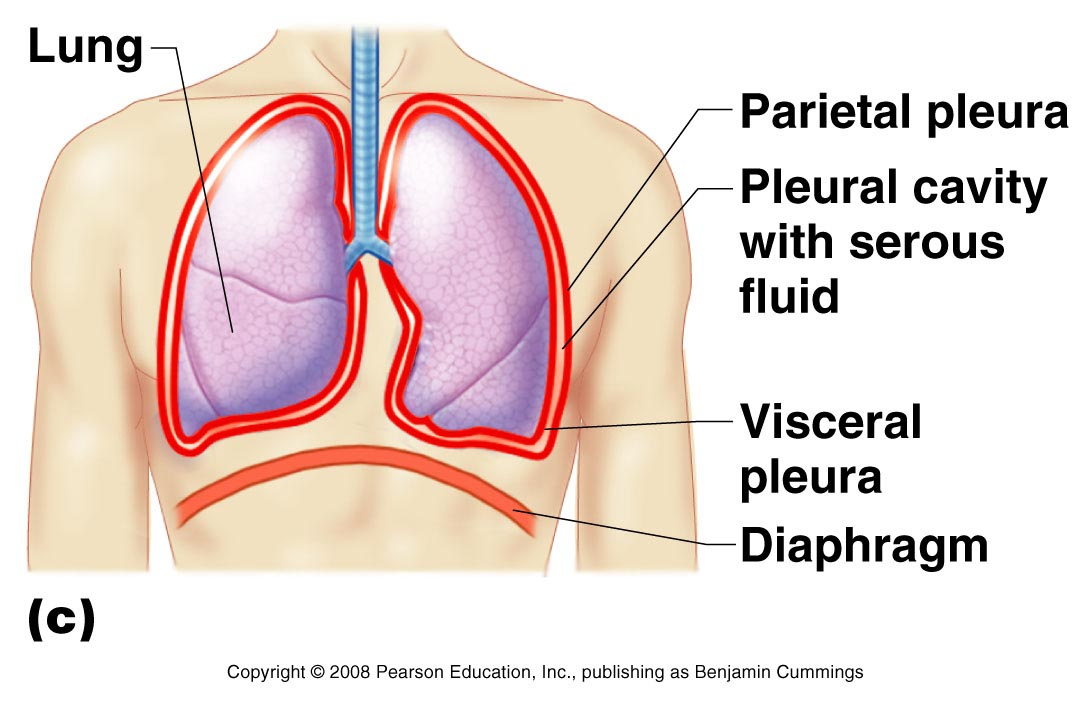 Lung
Parietal pleura
Pleural cavity
with serous
fluid
Visceral
pleura
Diaphragm
(c)
Copyright © 2008 Pearson Education, Inc., publishing as Benjamin Cummings